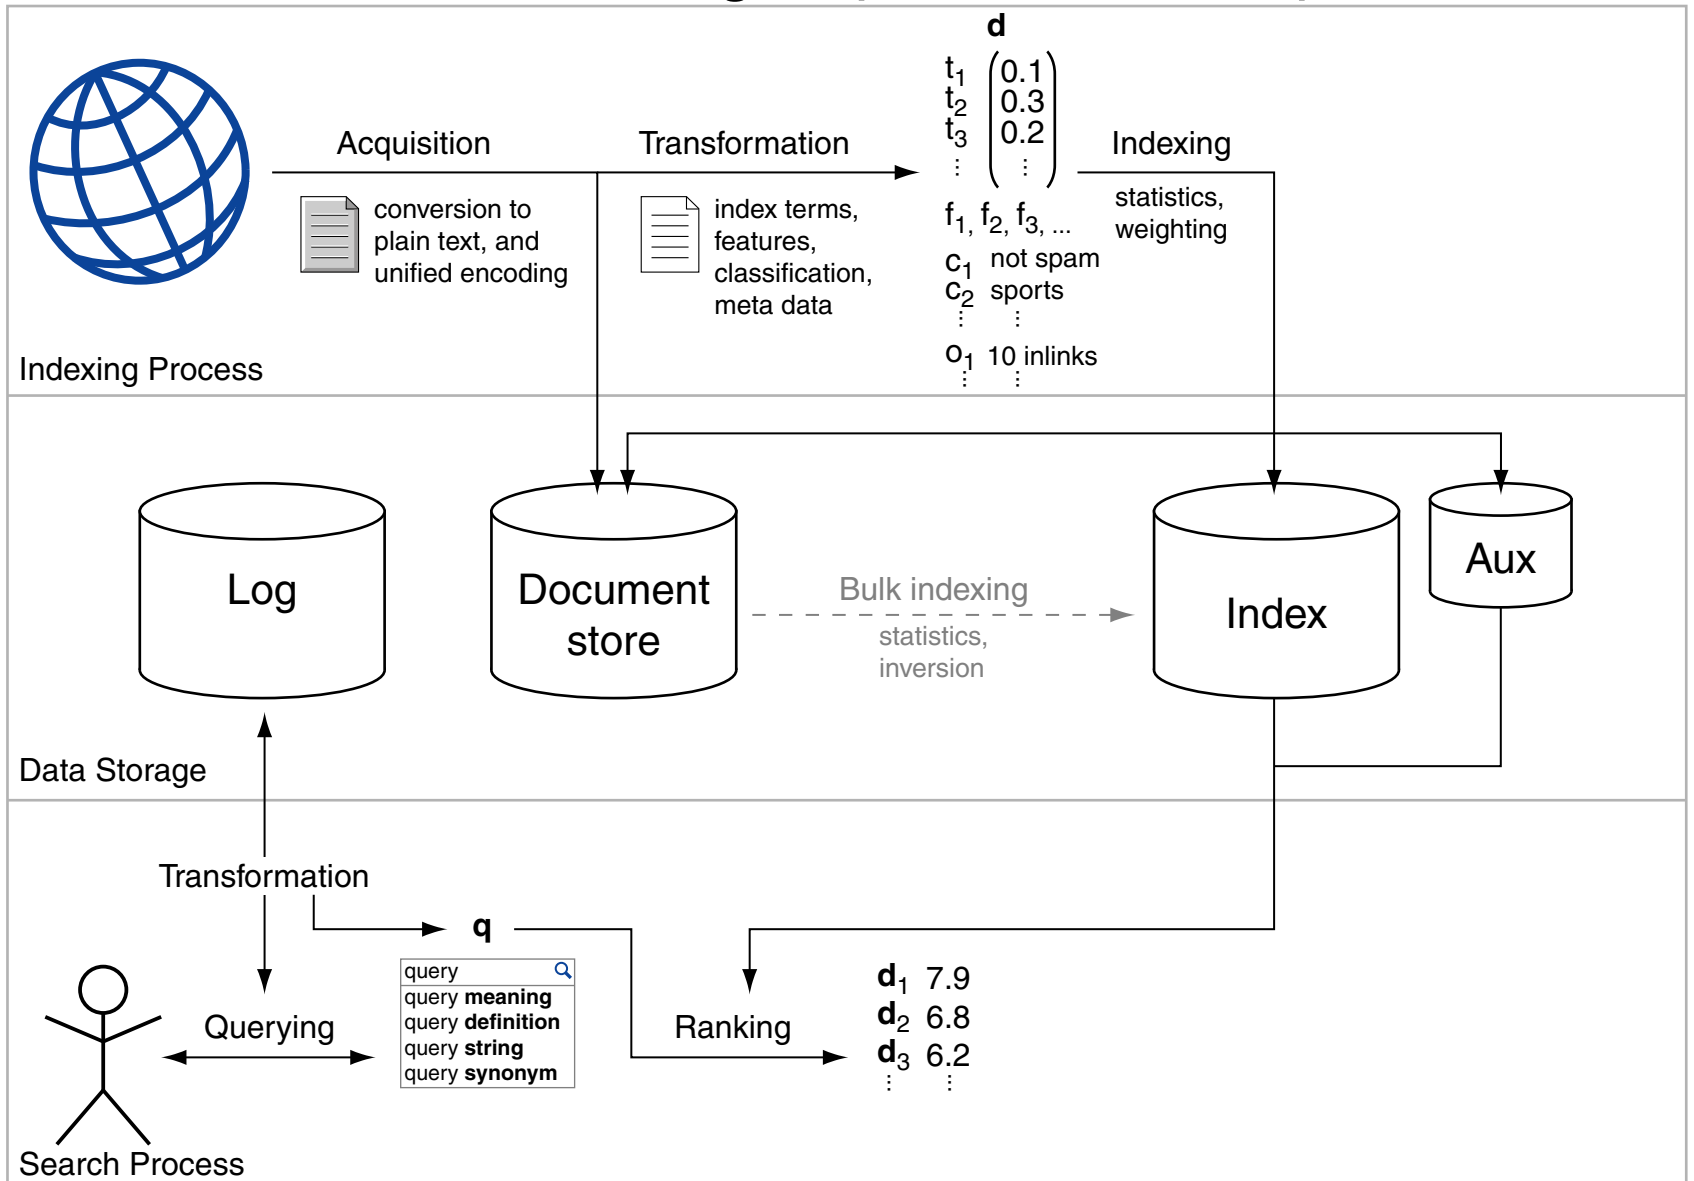 d
t1 0.1
t2 0.3
t3 0.2
⋮ ⋮
Acquisition
conversion to
plain text, and
unified encoding
Transformation
index terms,
features,
classification,
meta data
f1, f2, f3, ...
c1 not spam
c2 sports
⋮ ⋮
o1 10 inlinks
⋮ ⋮
Indexing
statistics,
weighting
Indexing Process
Log
Document
store
Bulk indexing
statistics,
inversion
Index
Aux
Data Storage
Transformation
q
query
query meaning
query definition
query string
query synonym
Querying
Ranking
d1 7.9
d2 6.8
d3 6.2
⋮ ⋮
Search Process